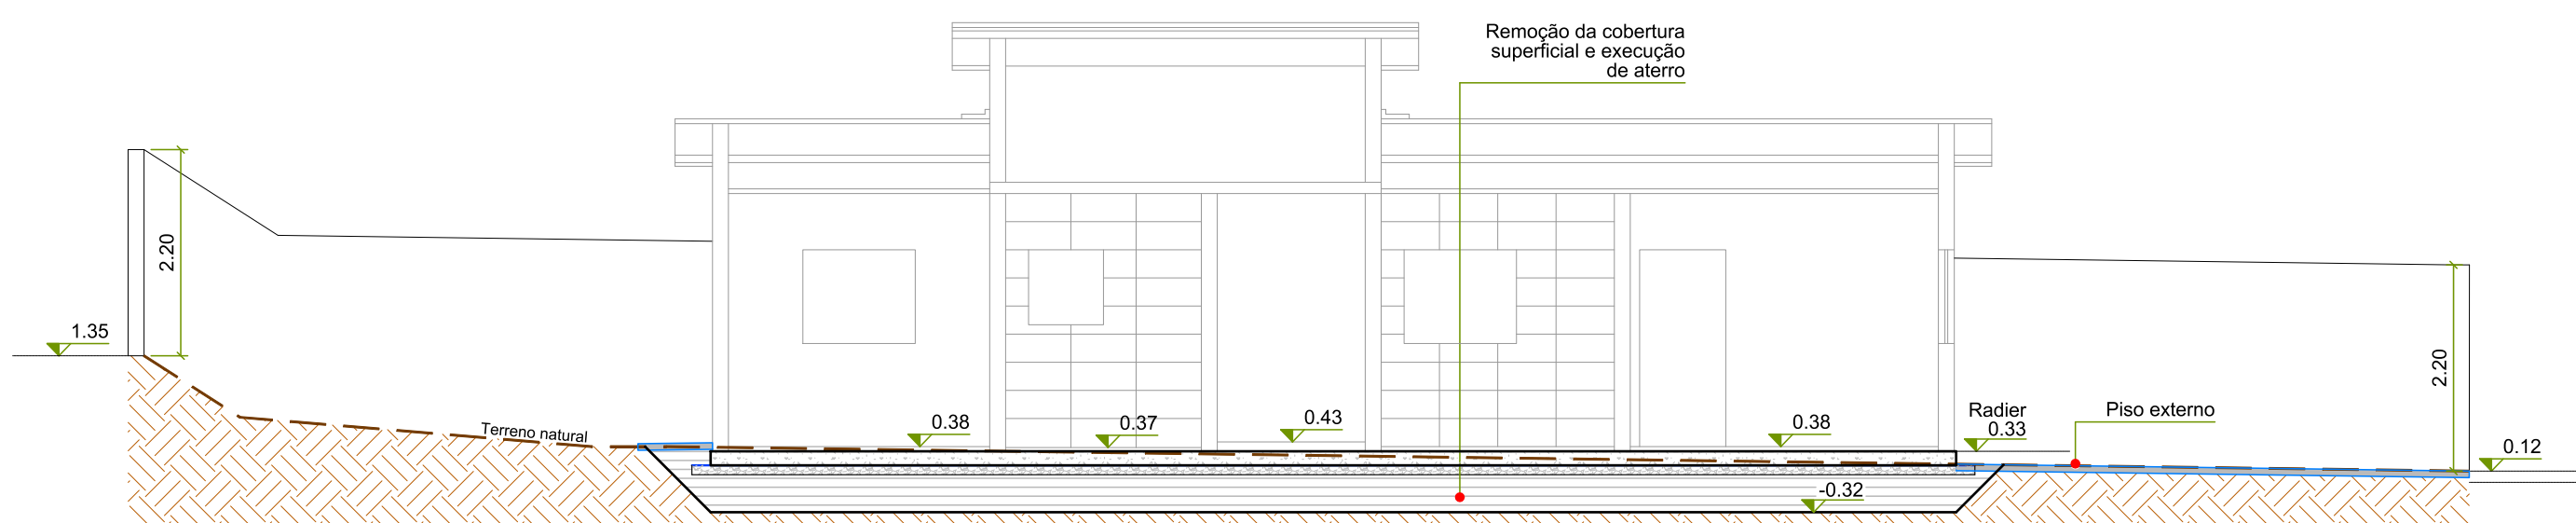 Remoção da cobertura
superficial e execução
de aterro
2.20
1.35
Terreno natural
0.38
0.37
0.43
0.38
Radier
0.33
Piso externo
2.20
0.12
-0.32